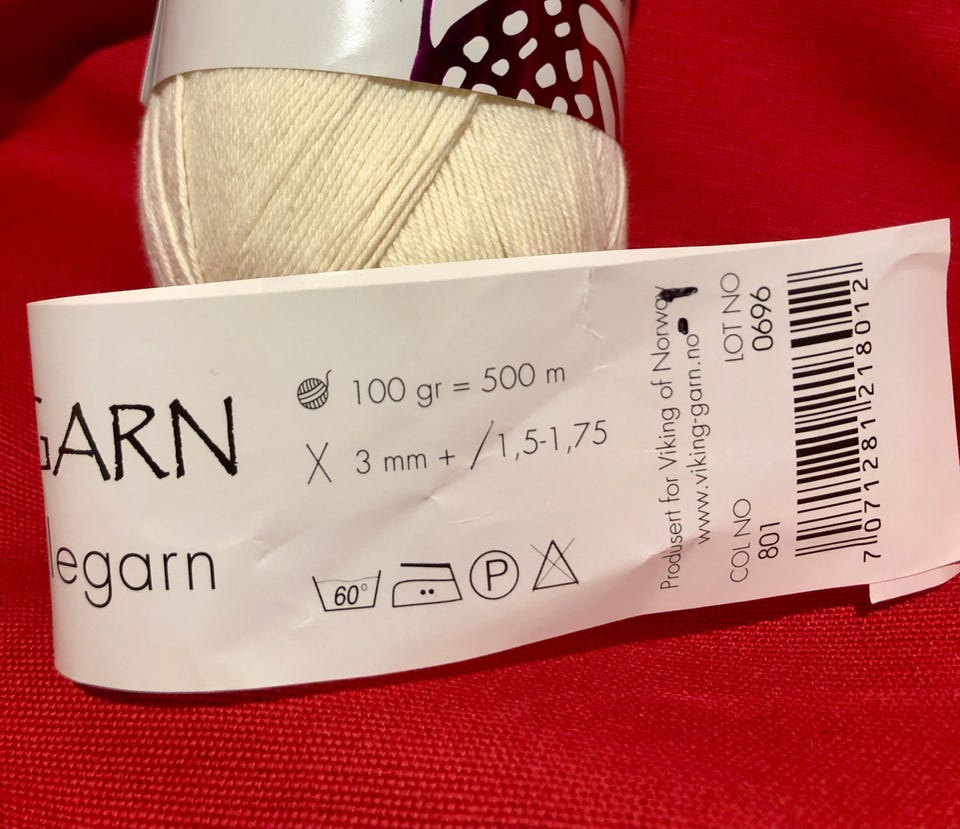 GARN
legarn
100 gr = 500 m
3 mm + / 1,5-1,75
60°
P
Produsert for Viking of Norway
www.viking-garn.no
COL NO
801
LOT NO
0696
7 071281 218012